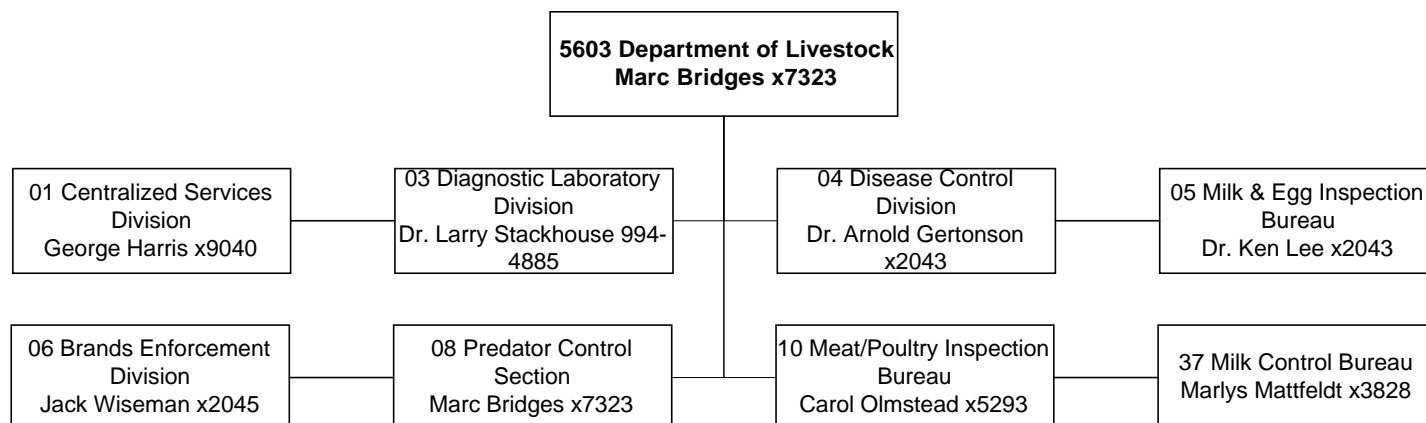 5603 Department of Livestock
Marc Bridges x7323
01 Centralized Services
Division
George Harris x9040
03 Diagnostic Laboratory
Division
Dr. Larry Stackhouse 994-
4885
04 Disease Control
Division
Dr. Arnold Gertonson
x2043
05 Milk & Egg Inspection
Bureau
Dr. Ken Lee x2043
06 Brands Enforcement
Division
Jack Wiseman x2045
08 Predator Control
Section
Marc Bridges x7323
10 Meat/Poultry Inspection
Bureau
Carol Olmstead x5293
37 Milk Control Bureau
Marlys Mattfeldt x3828